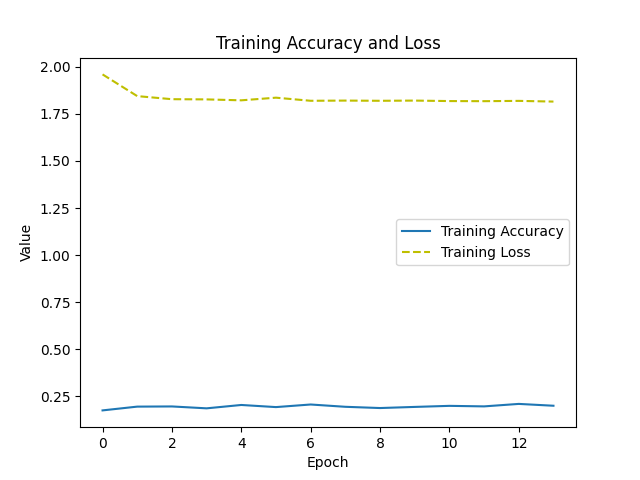 Training Accuracy and Loss
2.00
1.75
1.50
1.25
1.00
0.75
0.50
0.25
Value
Training Accuracy
Training Loss
0 2 4 6 8 10 12
Epoch